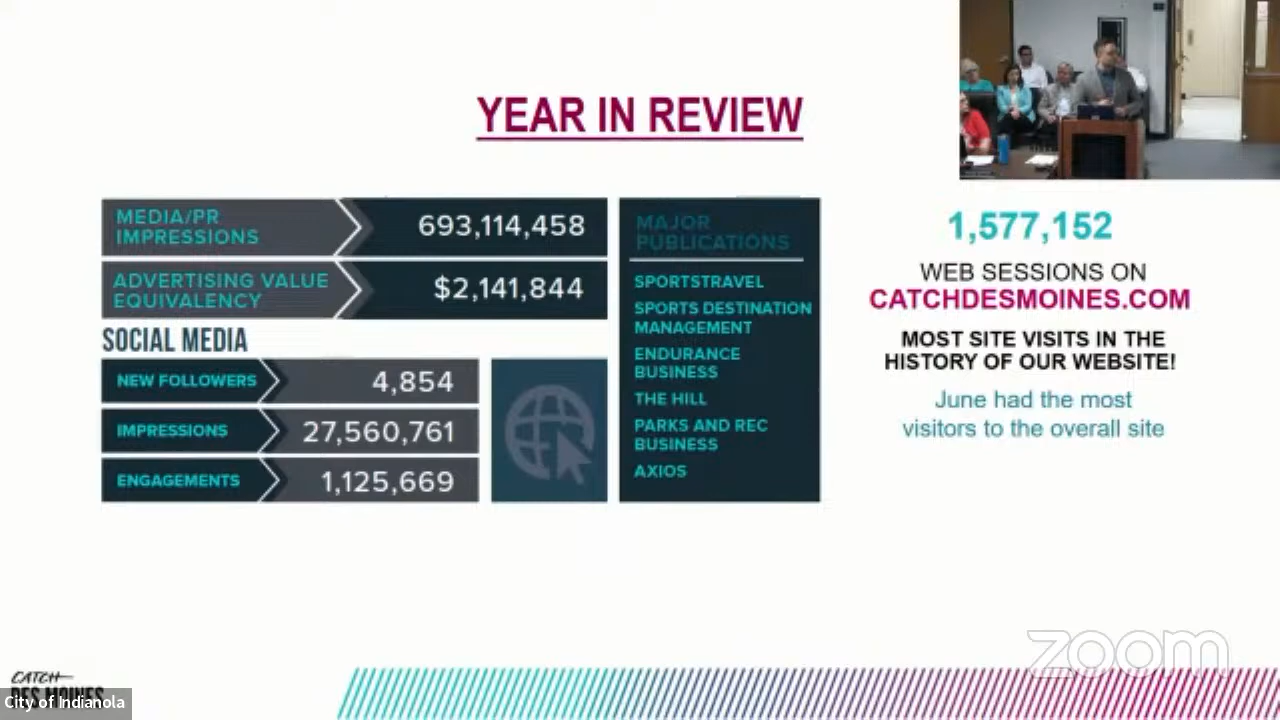 YEAR IN REVIEW
MEDIA/PR
IMPRESSIONS
693,114,458
ADVERTISING VALUE
EQUIVALENCY
$2,141,844
SOCIAL MEDIA
NEW FOLLOWERS
4,854
IMPRESSIONS
27,560,761
ENGAGEMENTS
1,125,669
MAJOR
PUBLICATIONS
SPORTSTRAVEL
SPORTS DESTINATION
MANAGEMENT
ENDURANCE
BUSINESS
THE HILL
PARKS AND REC
BUSINESS
AXIOS
1,577,152
WEB SESSIONS ON
CATCHDESMOINES.COM
MOST SITE VISITS IN THE
HISTORY OF OUR WEBSITE!
June had the most
visitors to the overall site
CATCH
DES MOINES
City of Indianola
zoom